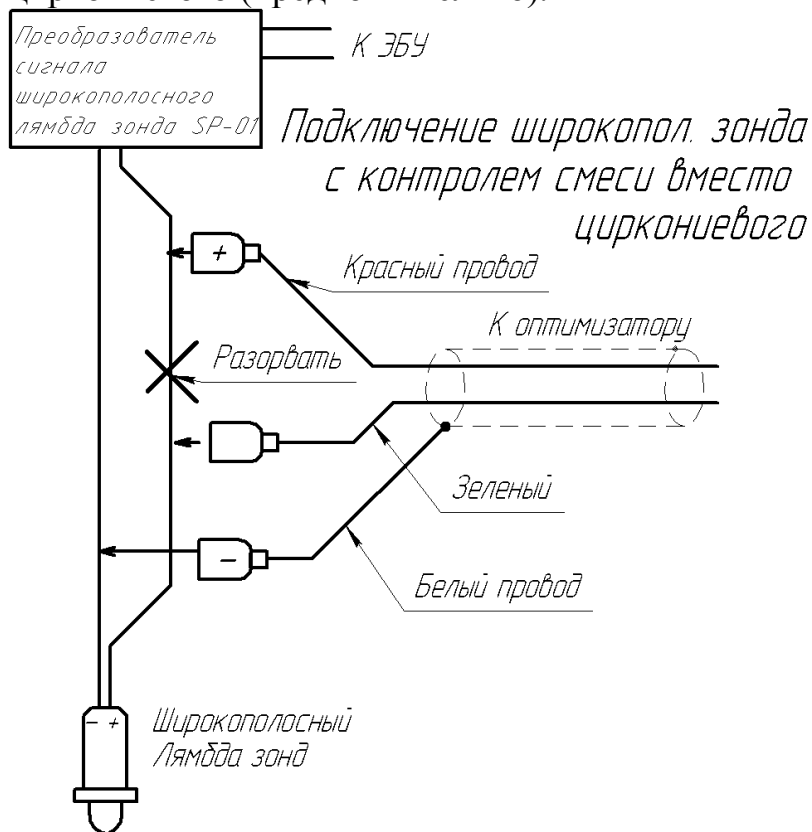 Преобразователь
сигнала
широкополосного
лямбда зонда SP-01
К ЭБУ
Подключение широкопол. зонда
с контролем смеси вместо
циркониевого
+
Красный провод
К оптимизатору
Разорвать
Зеленый
-
Белый провод
- +
Широкополосный
Лямбда зонд